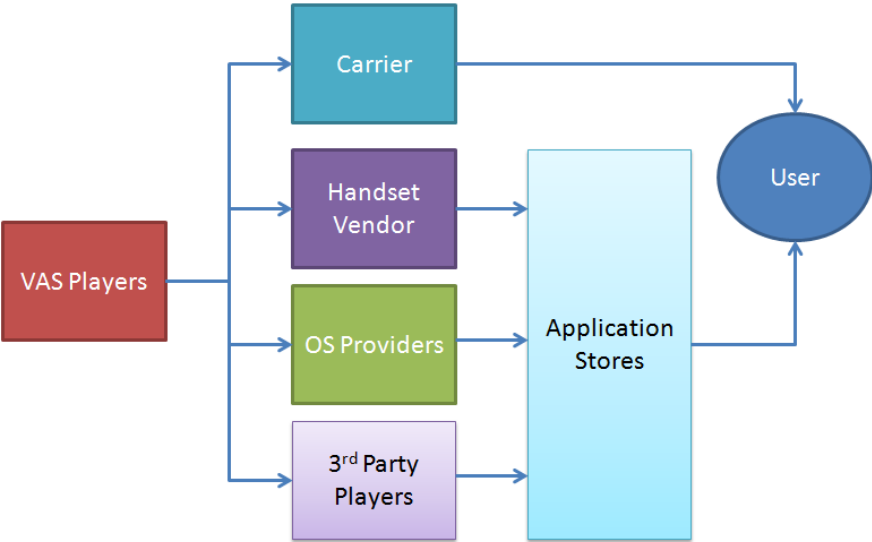 Carrier
User
Handset
Vendor
VAS Players
OS Providers
Application
Stores
3rd Party
Players